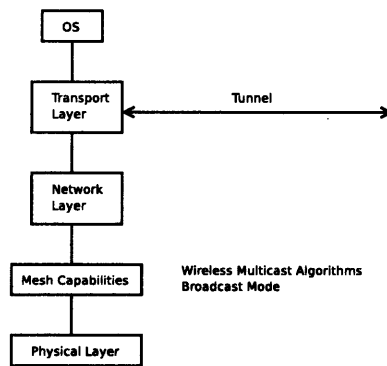 OS
Transport
Layer
Tunnel
Network
Layer
Mesh Capabilities
Wireless Multicast Algorithms
Broadcast Mode
Physical Layer